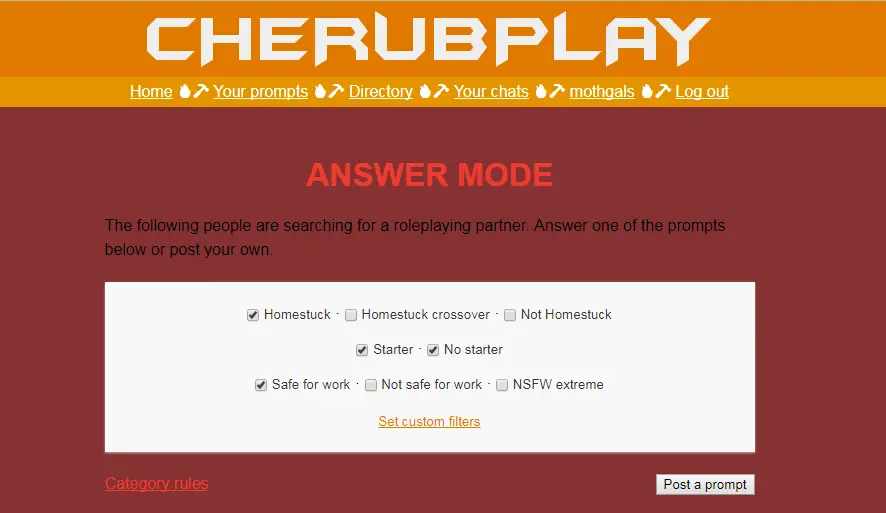 CHERUBPLAY
Home Your prompts Directory Your chats mothgals Log out
ANSWER MODE
The following people are searching for a roleplaying partner. Answer one of the prompts
below or post your own.
Homestuck · Homestuck crossover · Not Homestuck
Starter · No starter
Safe for work · Not safe for work · NSFW extreme
Set custom filters
Category rules
Post a prompt